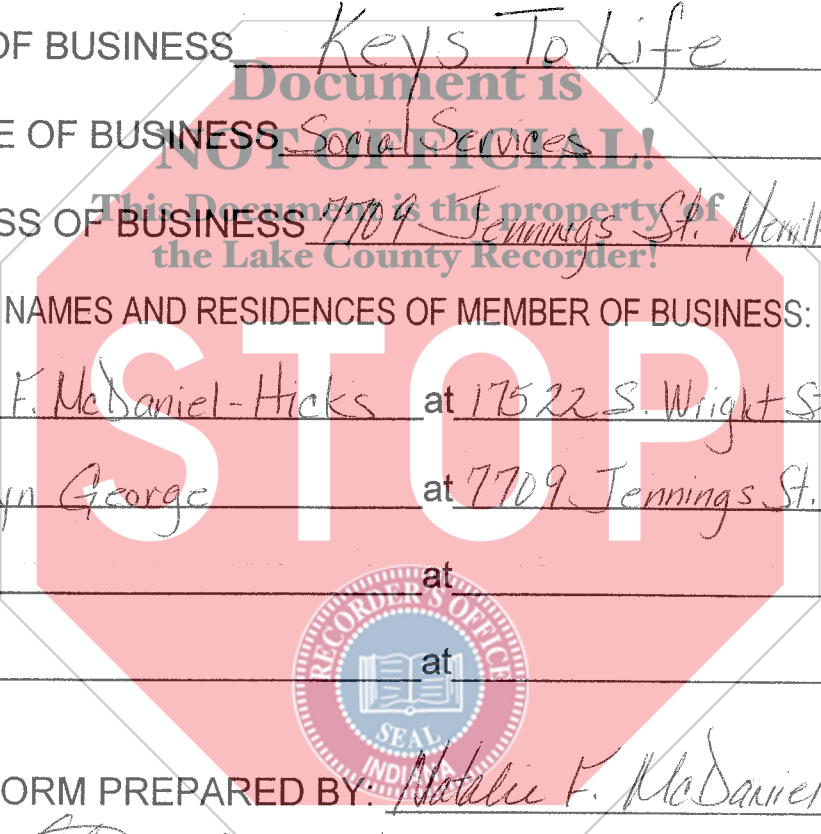 OF BUSINESS Keys To Life
Document is
E OF BUSINESS Social Services
NOT OFFICIAL!
SS OF BUSINESS 7709 Jennings St. Merrill
This Document is the property of
the Lake County Recorder!
NAMES AND RESIDENCES OF MEMBER OF BUSINESS:
STOP
F. McDaniel-Hicks at 17522 S. Wright S
yn George at 7709 Jennings St.
at
at
RECORDER'S OFFICE
SEAL
INDIANA
ORM PREPARED BY: Natalie F. McDaniel